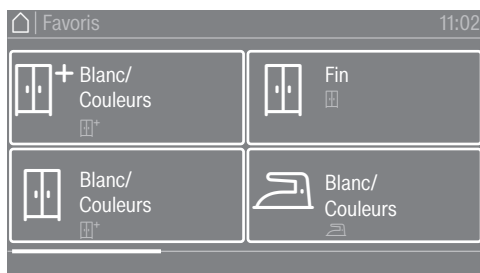 Favoris 11:02
Blanc/
Couleurs
Fin
Blanc/
Couleurs
Blanc/
Couleurs